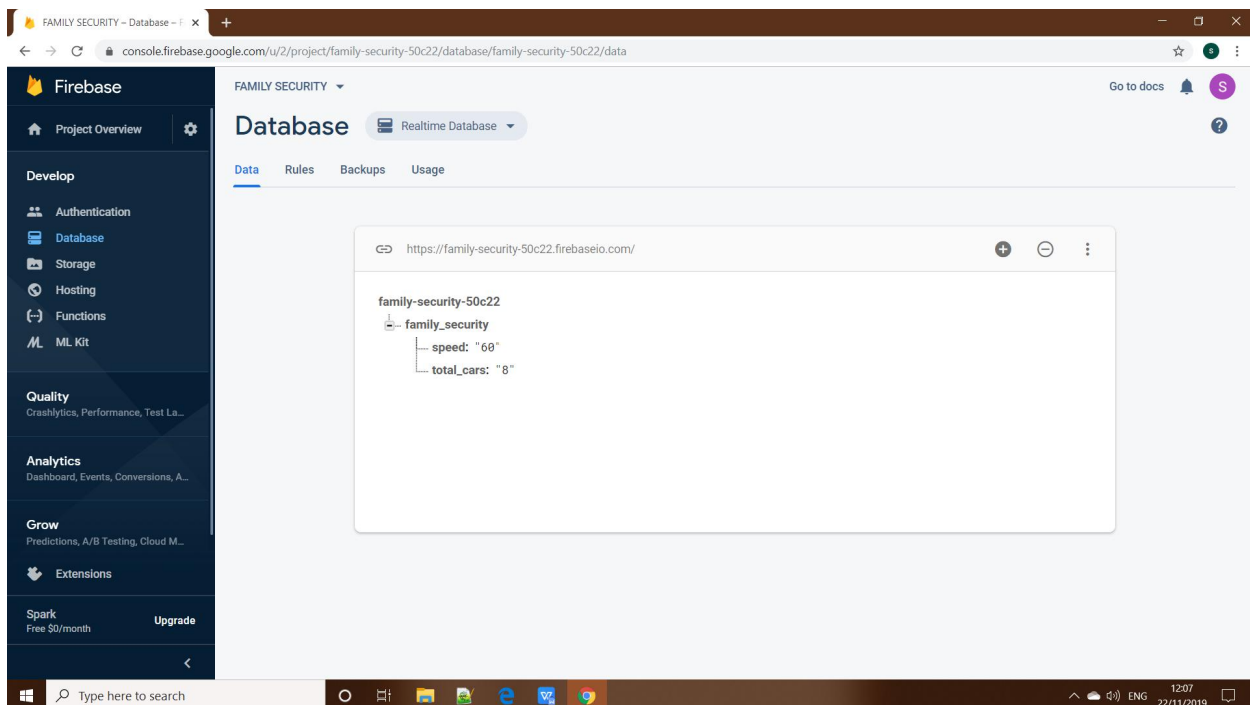 FAMILY SECURITY – Database – F
console.firebase.google.com/u/2/project/family-security-50c22/database/family-security-50c22/data
S
Firebase
FAMILY SECURITY
Go to docs
S
Project Overview
Database
Realtime Database
Data Rules Backups Usage
Develop
Authentication
Database
Storage
Hosting
Functions
ML Kit
https://family-security-50c22.firebaseio.com/
family-security-50c22
family_security
speed: "60"
total_cars: "8"
Quality
Crashlytics, Performance, Test La...
Analytics
Dashboard, Events, Conversions, A...
Grow
Predictions, A/B Testing, Cloud M...
Extensions
Spark
Free $0/month
Upgrade
Type here to search
ENG
12:07
22/11/2019